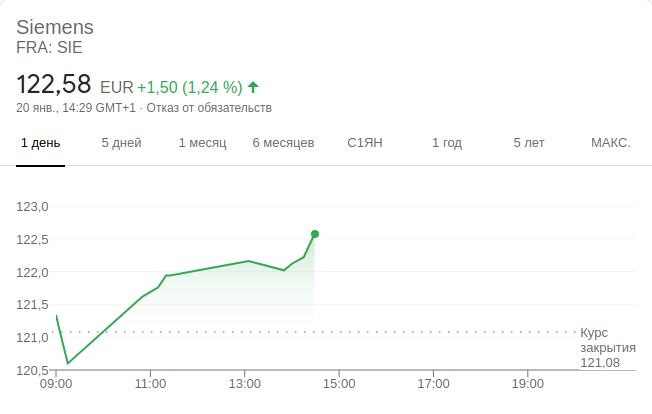 Siemens
FRA: SIE
122,58 EUR +1,50 (1,24 %)
20 янв., 14:29 GMT+1 · Отказ от обязательств
1 день 5 дней 1 месяц 6 месяцев С1ЯН 1 год 5 лет МАКС.
123,0
122,5
122,0
121,5
121,0
120,5
Курс
закрытия
121,08
09:00 11:00 13:00 15:00 17:00 19:00